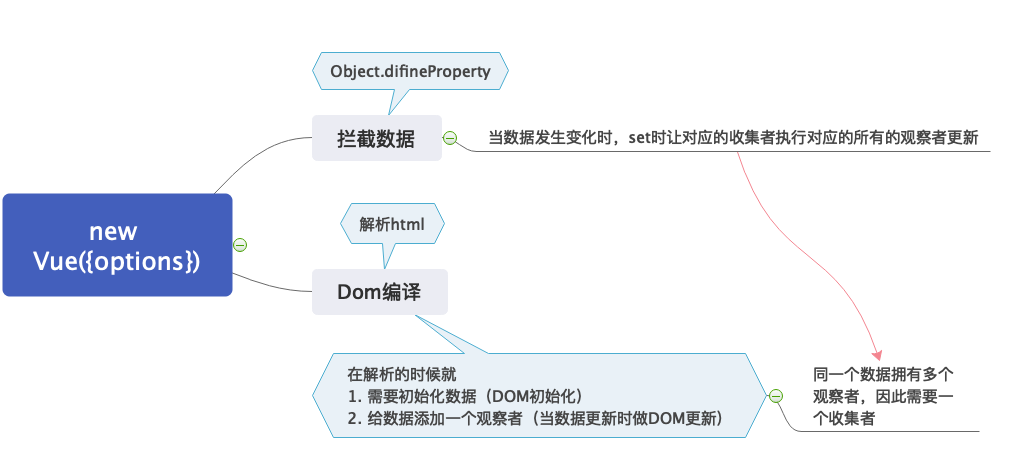 Object.difineProperty
拦截数据
当数据发生变化时，set时让对应的收集者执行对应的所有的观察者更新
new
Vue({options})
解析html
Dom编译
在解析的时候就
1. 需要初始化数据（DOM初始化）
2. 给数据添加一个观察者（当数据更新时做DOM更新）
同一个数据拥有多个
观察者，因此需要一
个收集者